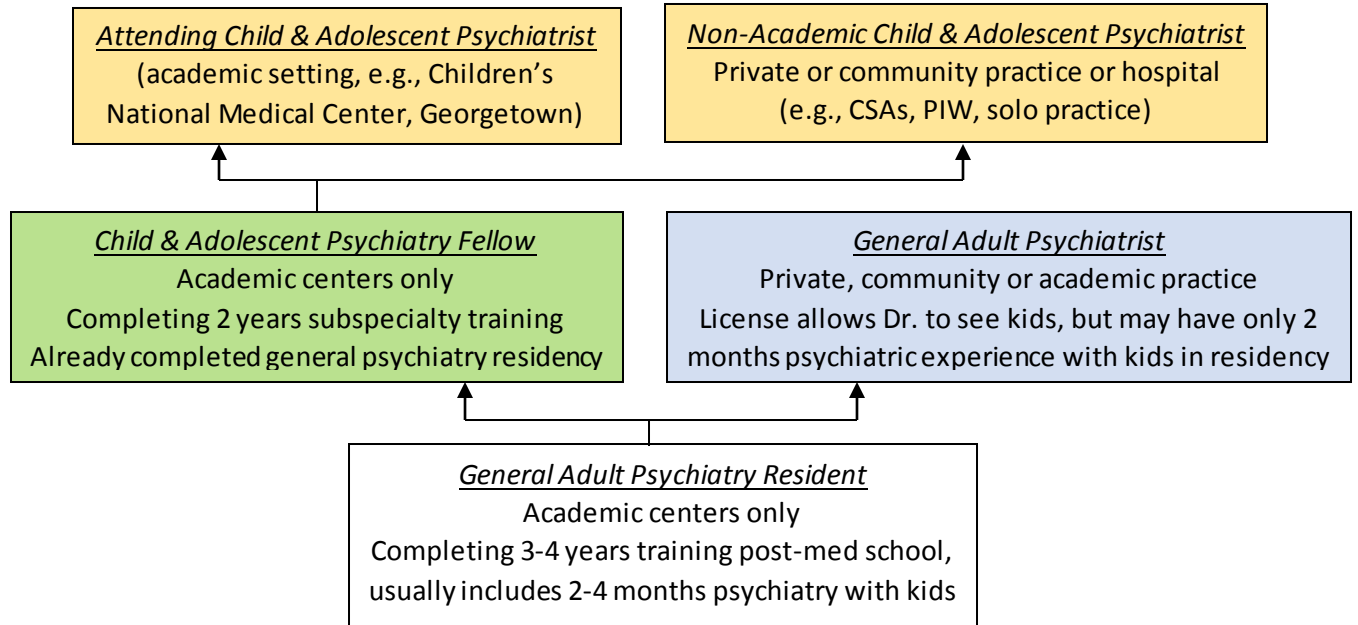 Attending Child & Adolescent Psychiatrist
(academic setting, e.g., Children’s
National Medical Center, Georgetown)
Non-Academic Child & Adolescent Psychiatrist
Private or community practice or hospital
(e.g., CSAs, PIW, solo practice)
Child & Adolescent Psychiatry Fellow
Academic centers only
Completing 2 years subspecialty training
Already completed general psychiatry residency
General Adult Psychiatrist
Private, community or academic practice
License allows Dr. to see kids, but may have only 2
months psychiatric experience with kids in residency
General Adult Psychiatry Resident
Academic centers only
Completing 3-4 years training post-med school,
usually includes 2-4 months psychiatry with kids